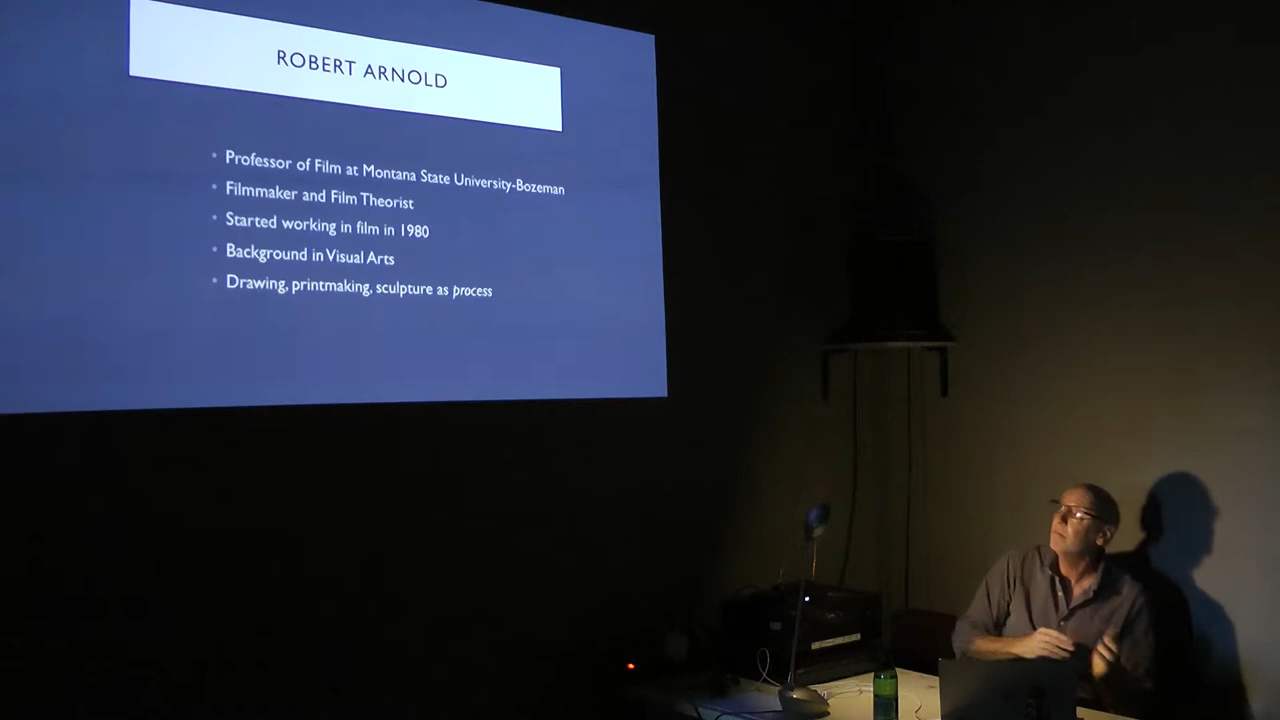 ROBERT ARNOLD
• Professor of Film at Montana State University-Bozeman
• Filmmaker and Film Theorist
• Started working in film in 1980
• Background in Visual Arts
• Drawing, printmaking, sculpture as process